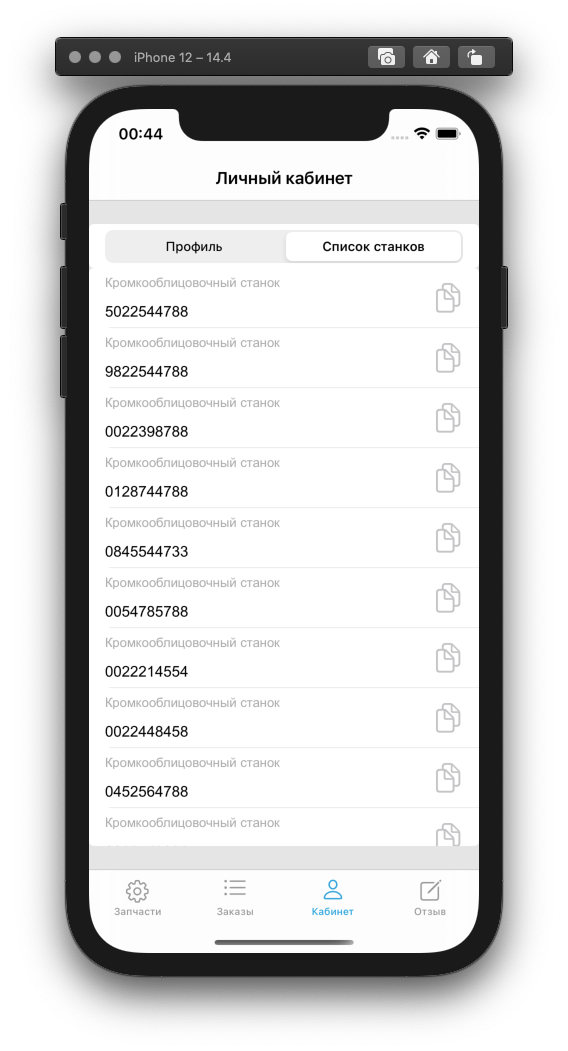 iPhone 12 – 14.4
00:44
Личный кабинет
Профиль
Список станков
Кромкооблицовочный станок
5022544788
Кромкооблицовочный станок
9822544788
Кромкооблицовочный станок
0022398788
Кромкооблицовочный станок
0128744788
Кромкооблицовочный станок
0845544733
Кромкооблицовочный станок
0054785788
Кромкооблицовочный станок
0022214554
Кромкооблицовочный станок
0022448458
Кромкооблицовочный станок
0452564788
Кромкооблицовочный станок
Запчасти
Заказы
Кабинет
Отзыв